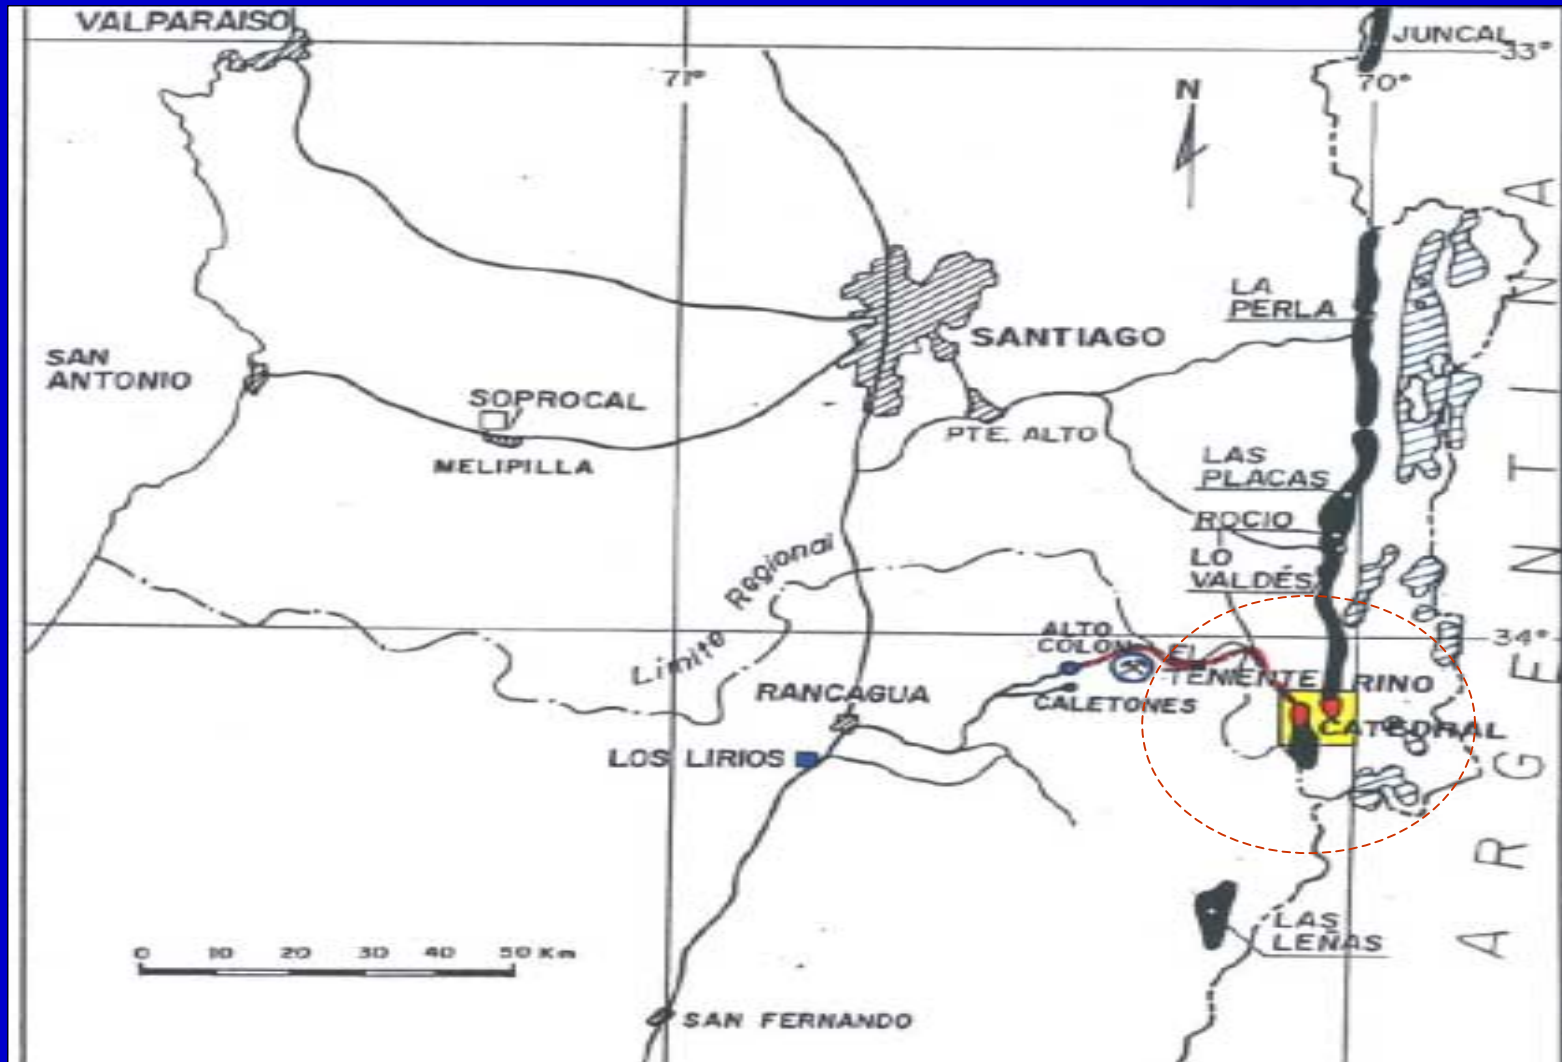 VALPARAISO
JUNCAL
33°
71°
70°
N
LA
PERLA
SANTIAGO
SAN
ANTONIO
SOPROCAL
PTE. ALTO
MELIPILLA
LAS
PLACAS
ROCIO
LO
VALDÉS
Limite Regional
34°
ALTO
COLON
EL
TENIENTE
RINO
CALETONES
RANCAGUA
CATEDRAL
LOS LIRIOS
ARGENTINA
LAS
LEÑAS
0 10 20 30 40 50 Km
SAN FERNANDO